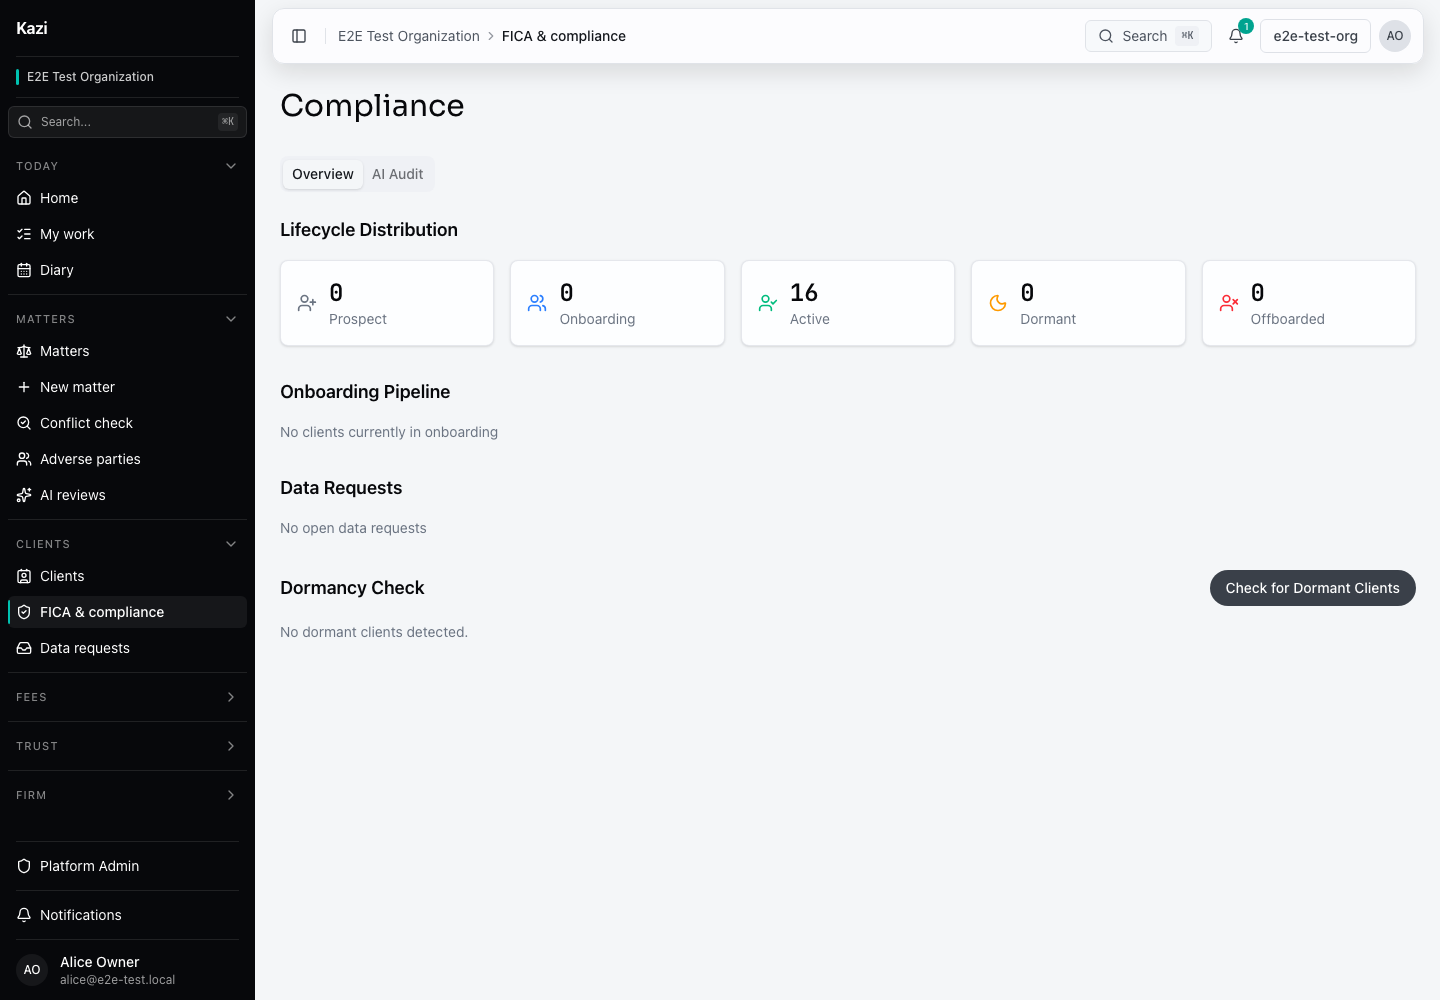 Kazi
E2E Test Organization
Search...
⌘K
TODAY
Home
My work
Diary
MATTERS
Matters
New matter
Conflict check
Adverse parties
AI reviews
CLIENTS
Clients
FICA & compliance
Data requests
FEES
TRUST
FIRM
Platform Admin
Notifications
AO
Alice Owner
alice@e2e-test.local
E2E Test Organization > FICA & compliance
Search ⌘K
1
e2e-test-org
AO
Compliance
Overview
AI Audit
Lifecycle Distribution
0
Prospect
0
Onboarding
16
Active
0
Dormant
0
Offboarded
Onboarding Pipeline
No clients currently in onboarding
Data Requests
No open data requests
Dormancy Check
Check for Dormant Clients
No dormant clients detected.